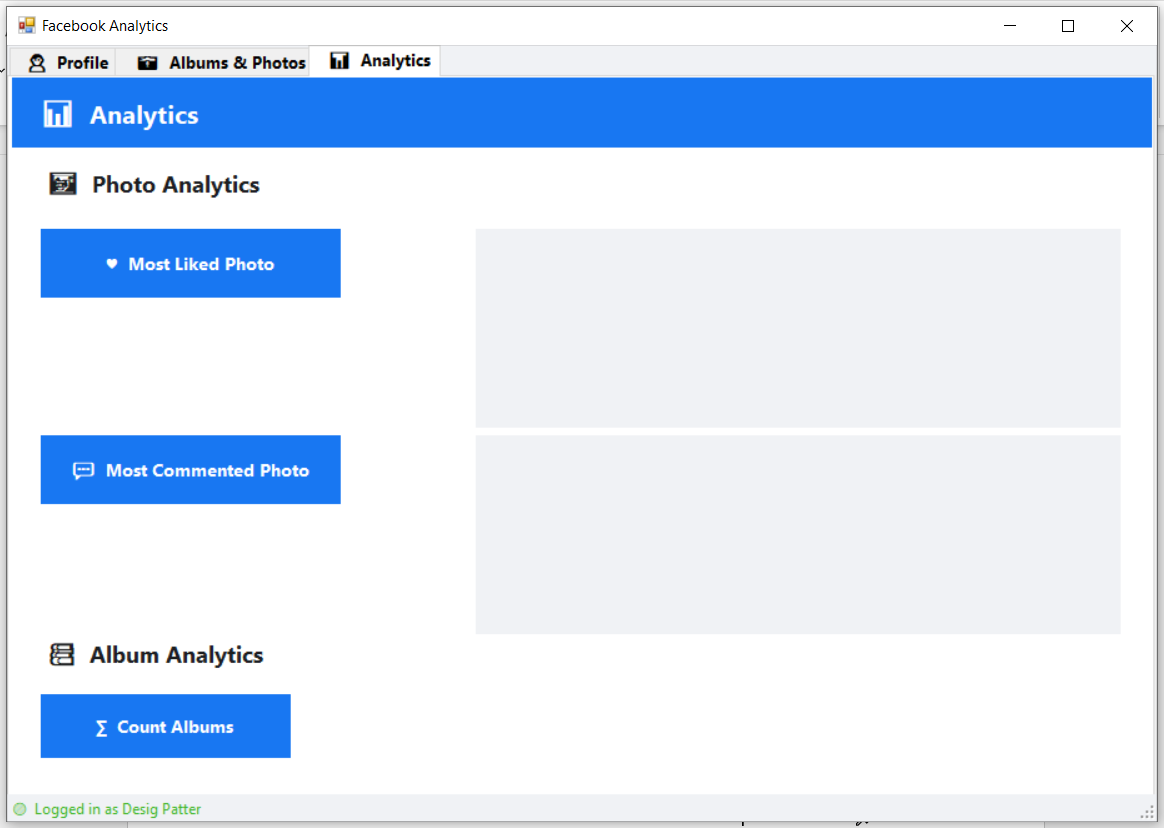 Facebook Analytics
Profile Albums & Photos Analytics
Analytics
Photo Analytics
Most Liked Photo
Most Commented Photo
Album Analytics
∑ Count Albums
Logged in as Desig Patter